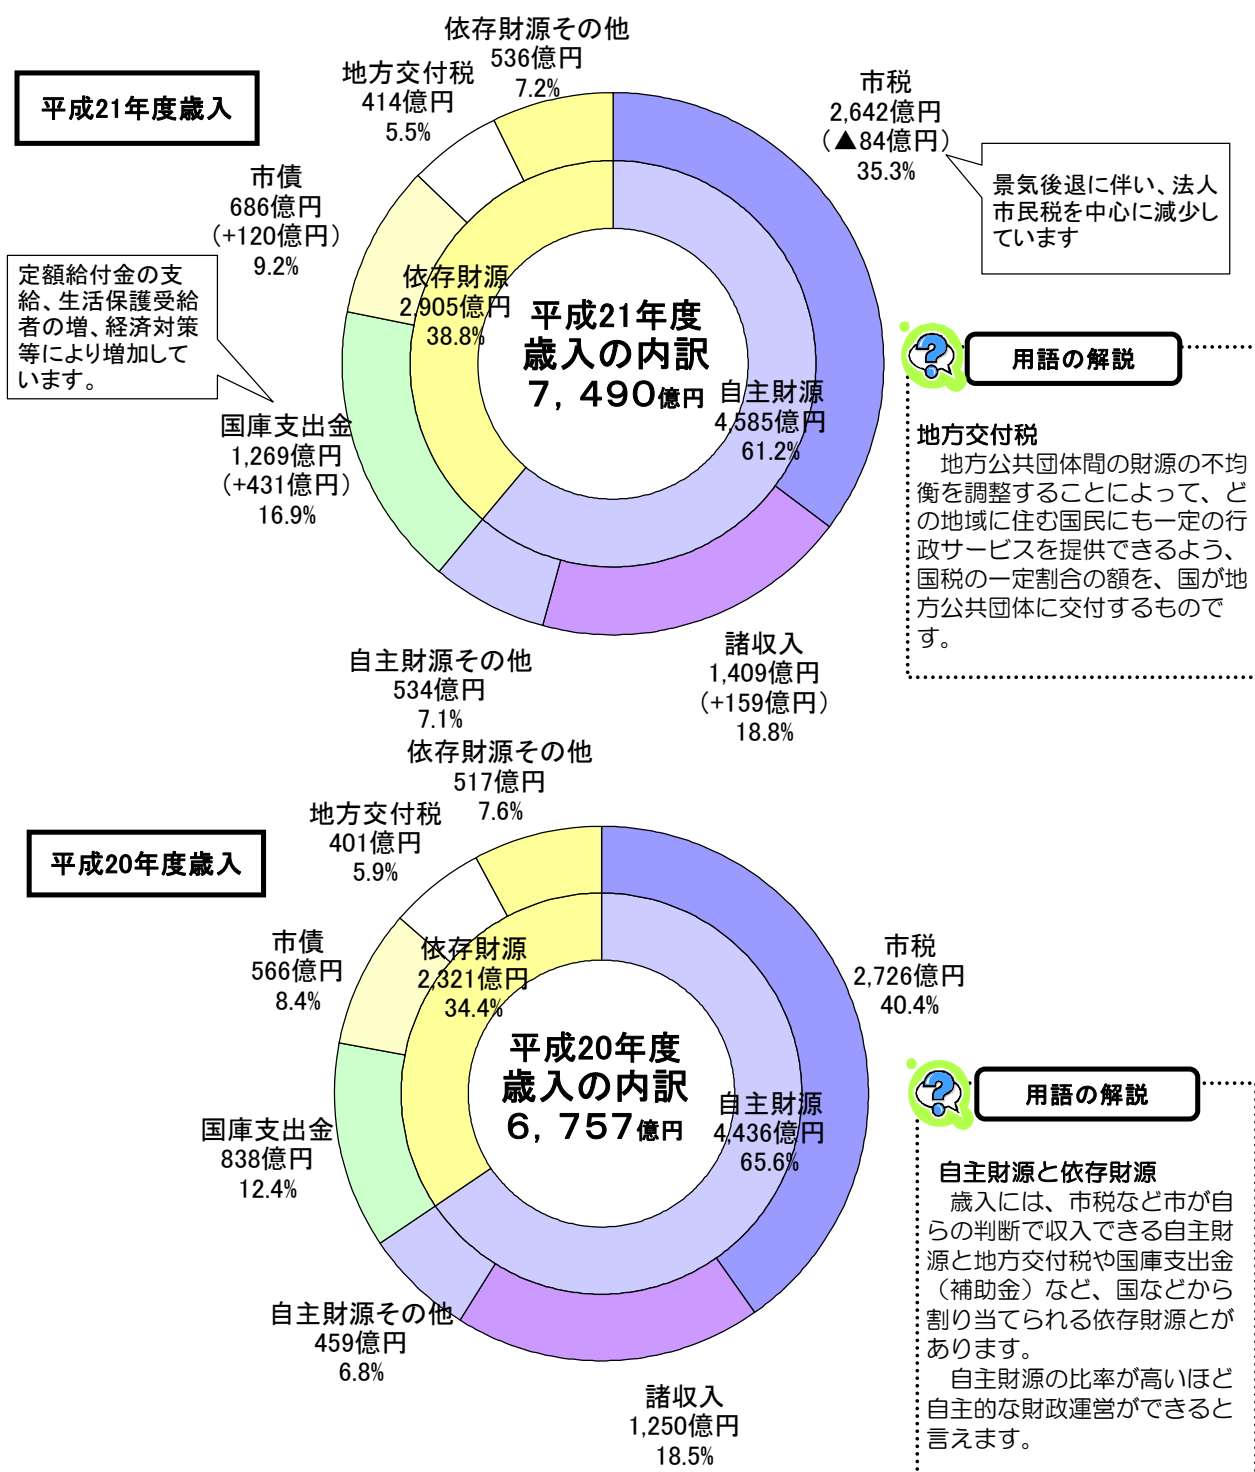 平成21年度歳入
依存財源その他
536億円
7.2%
地方交付税
414億円
5.5%
市税
2,642億円
(▲84億円)
35.3%
景気後退に伴い、法人
市民税を中心に減少し
ています
市債
686億円
(+120億円)
9.2%
定額給付金の支
給、生活保護受給
者の増、経済対策
等により増加して
います。
依存財源
2,905億円
38.8%
平成21年度
歳入の内訳
7,490億円
自主財源
4,585億円
61.2%
国庫支出金
1,269億円
(+431億円)
16.9%
自主財源その他
534億円
7.1%
諸収入
1,409億円
(+159億円)
18.8%
用語の解説
地方交付税
地方公共団体間の財源の不均
衡を調整することによって、ど
の地域に住む国民にも一定の行
政サービスを提供できるよう、
国税の一定割合の額を、国が地
方公共団体に交付するもので
す。
平成20年度歳入
依存財源その他
517億円
7.6%
地方交付税
401億円
5.9%
市債
566億円
8.4%
依存財源
2,321億円
34.4%
市税
2,726億円
40.4%
平成20年度
歳入の内訳
6,757億円
自主財源
4,436億円
65.6%
国庫支出金
838億円
12.4%
自主財源その他
459億円
6.8%
諸収入
1,250億円
18.5%
用語の解説
自主財源と依存財源
歳入には、市税など市が自
らの判断で収入できる自主財
源と地方交付税や国庫支出金
（補助金）など、国などから
割り当てられる依存財源とが
あります。
自主財源の比率が高いほど
自主的な財政運営ができると
言えます。